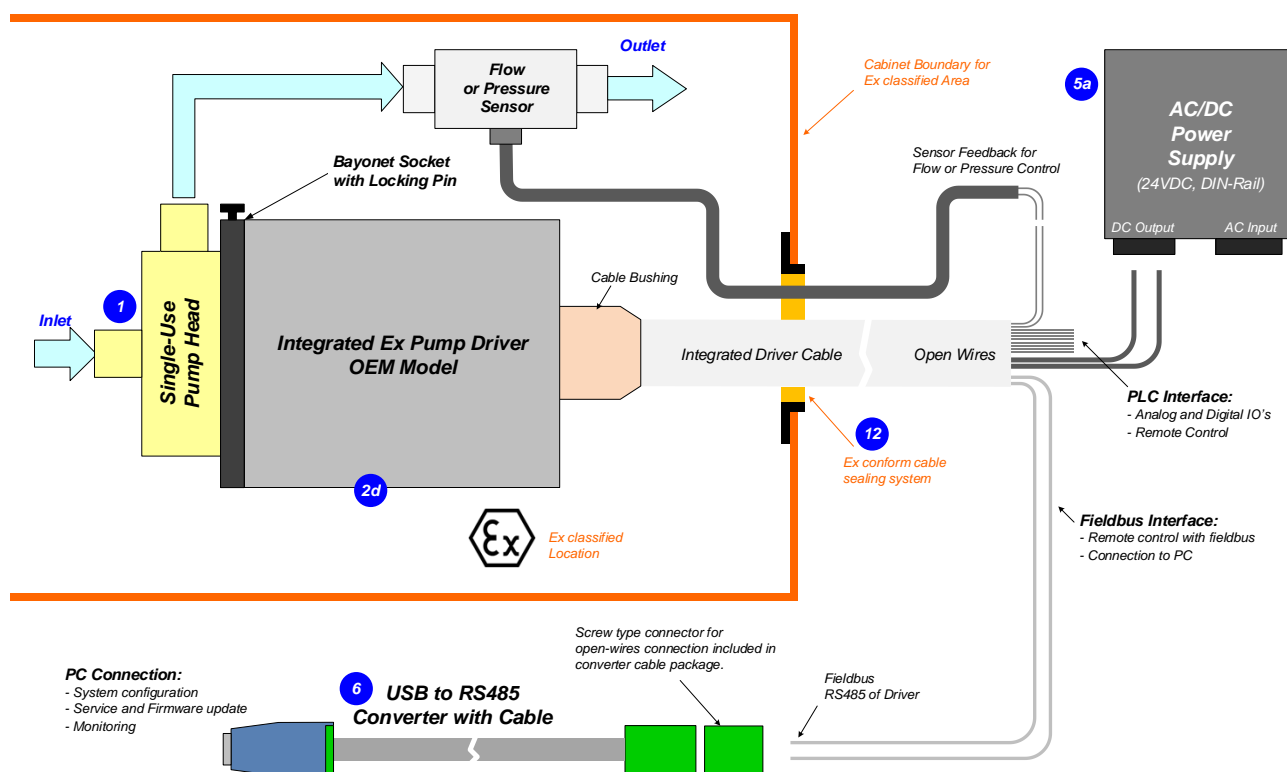 Outlet
Flow
or Pressure
Sensor
Cabinet Boundary for
Ex classified Area
5a
AC/DC
Power
Supply
(24VDC, DIN-Rail)
DC Output
AC Input
Bayonet Socket
with Locking Pin
Sensor Feedback for
Flow or Pressure Control
1
Inlet
Single-Use
Pump Head
Integrated Ex Pump Driver
OEM Model
2d
Cable Bushing
Integrated Driver Cable
Open Wires
PLC Interface:
- Analog and Digital IO's
- Remote Control
12
Ex conform cable
sealing system
Ex
Ex classified
Location
Fieldbus Interface:
- Remote control with fieldbus
- Connection to PC
PC Connection:
- System configuration
- Service and Firmware update
- Monitoring
6
USB to RS485
Converter with Cable
Screw type connector for
open-wires connection included in
converter cable package.
Fieldbus
RS485 of Driver